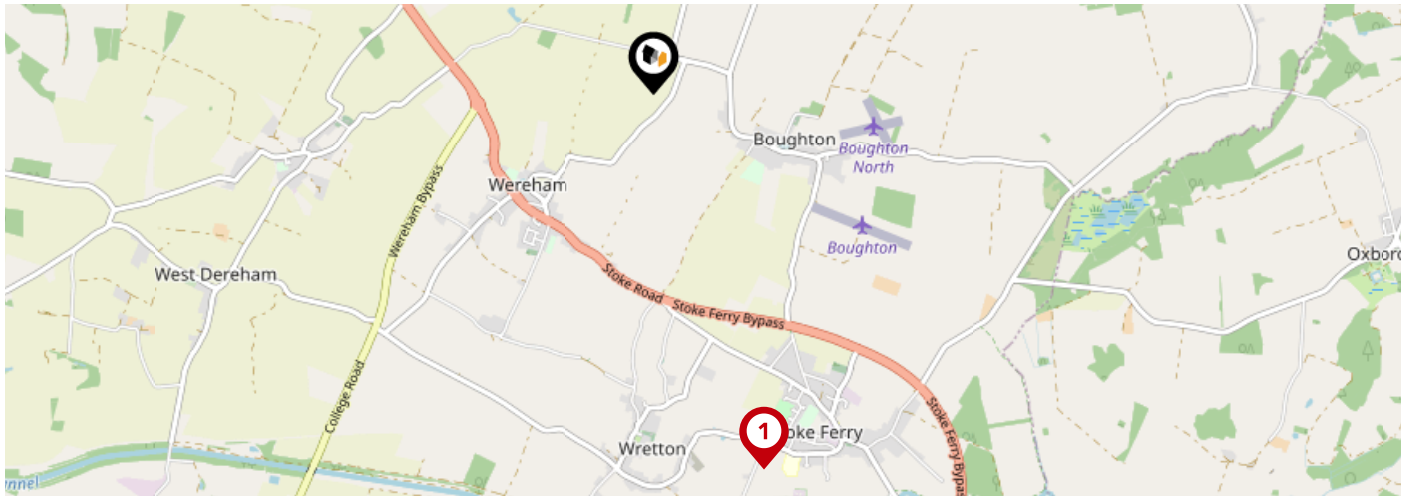 Boughton
Boughton
North
Wereham
Wereham Bypass
Boughton
Oxboro
West Dereham
Stoke Road
Stoke Ferry Bypass
College Road
Stoke Ferry Bypass
1
oke Ferry
Wretton
nnel